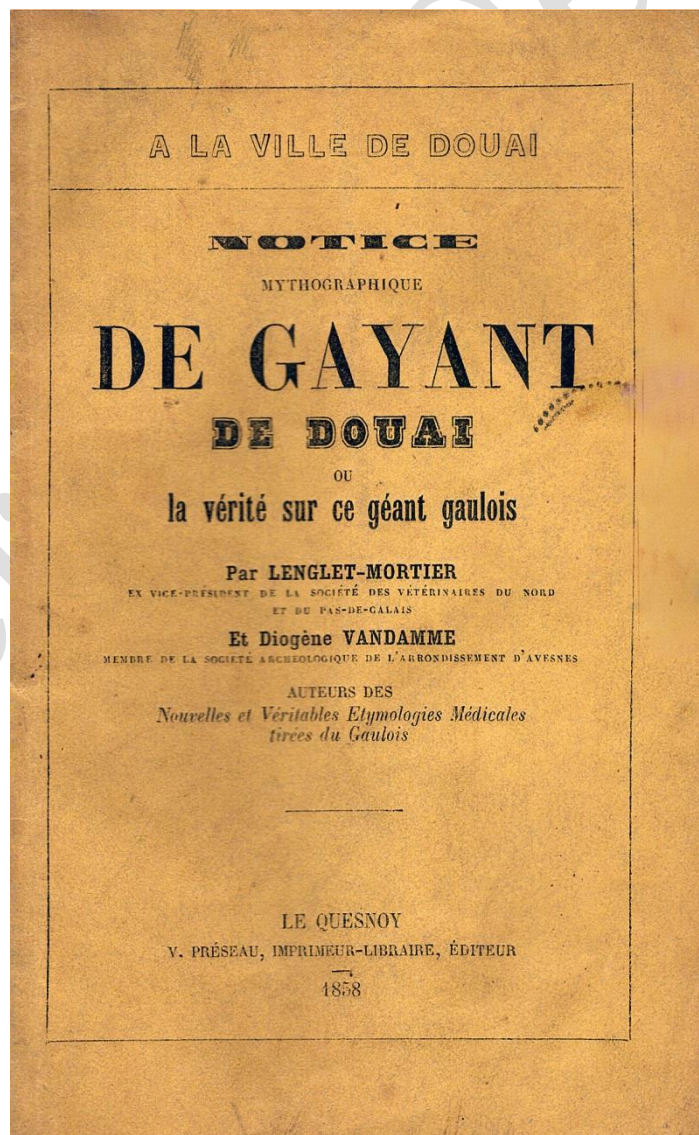 A LA VILLE DE DOUAI
NOTICE
MYTHOGRAPHIQUE
DE GAYANT
DE DOUAI
OU
la vérité sur ce géant gaulois
Par LENGLET-MORTIER
EX VICE-PRÉSIDENT DE LA SOCIÉTÉ DES VÉTÉRINAIRES DU NORD
ET DU PAS-DE-CALAIS
Et Diogène VANDAMME
MEMBRE DE LA SOCIÉTÉ ARCHÉOLOGIQUE DE L'ARRONDISSEMENT D'AVESNES
AUTEURS DES
Nouvelles et Véritables Etymologies Médicales
tirées du Gaulois
LE QUESNOY
V. PRÉSEAU, IMPRIMEUR-LIBRAIRE, ÉDITEUR
1858